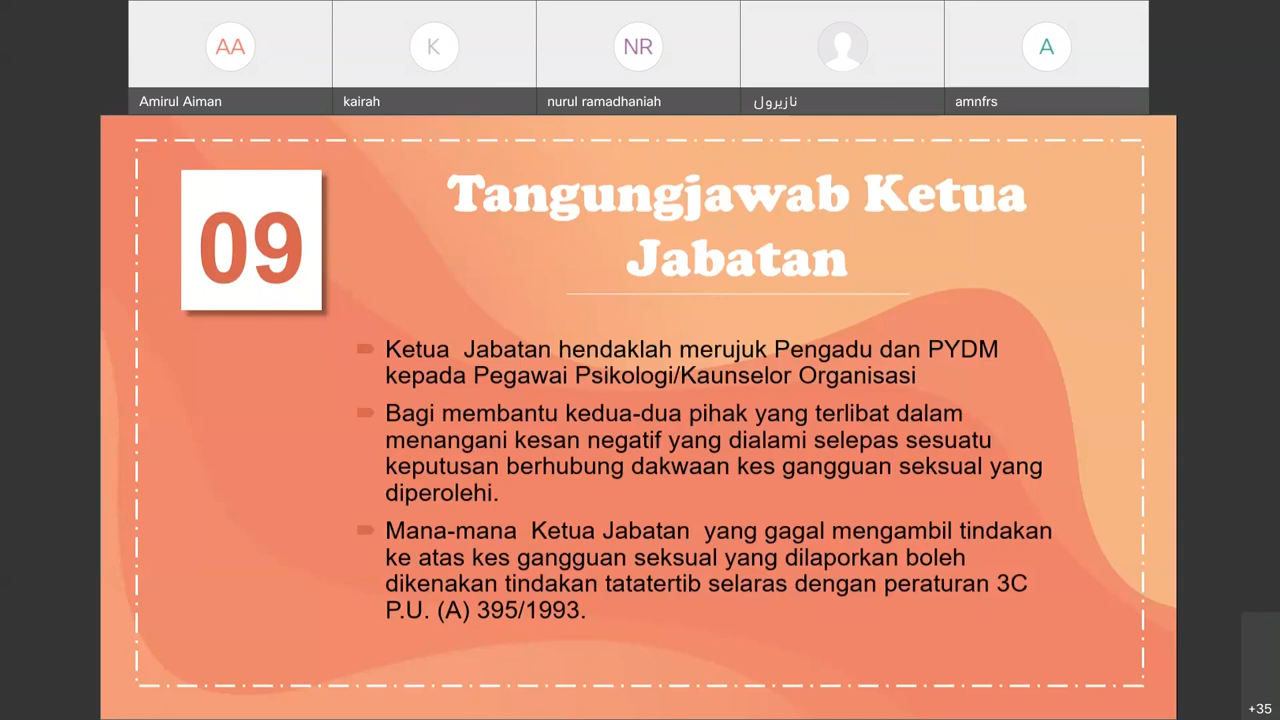 AA
K
NR
A
Amirul Aiman
kairah
nurul ramadhaniah
نازيرول
amnfrs
09
Tangungjawab Ketua
Jabatan
Ketua Jabatan hendaklah merujuk Pengadu dan PYDM
kepada Pegawai Psikologi/Kaunselor Organisasi
Bagi membantu kedua-dua pihak yang terlibat dalam
menangani kesan negatif yang dialami selepas sesuatu
keputusan berhubung dakwaan kes gangguan seksual yang
diperolehi.
Mana-mana Ketua Jabatan yang gagal mengambil tindakan
ke atas kes gangguan seksual yang dilaporkan boleh
dikenakan tindakan tatatertib selaras dengan peraturan 3C
P.U. (A) 395/1993.
+35